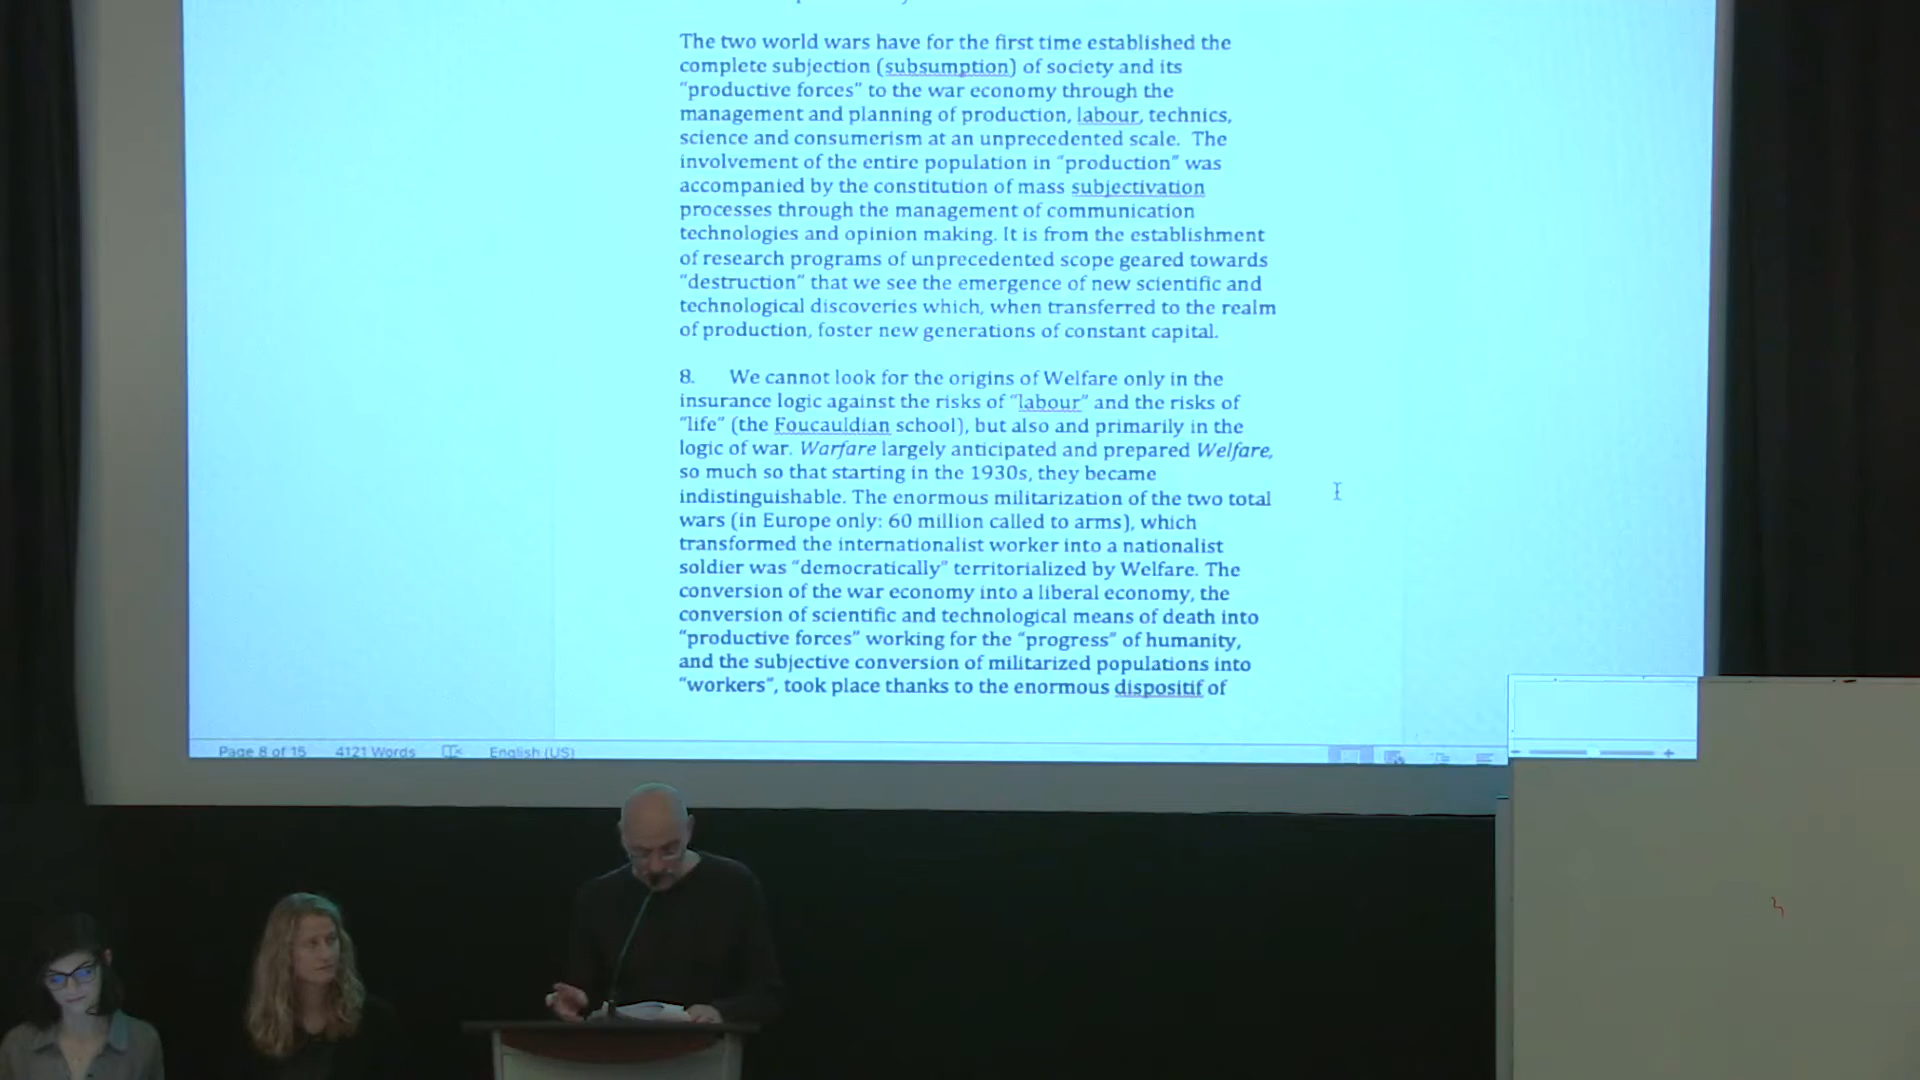 The two world wars have for the first time established the
complete subjection (subsumption) of society and its
“productive forces” to the war economy through the
management and planning of production, labour, technics,
science and consumerism at an unprecedented scale.  The
involvement of the entire population in “production” was
accompanied by the constitution of mass subjectivation
processes through the management of communication
technologies and opinion making. It is from the establishment
of research programs of unprecedented scope geared towards
“destruction” that we see the emergence of new scientific and
technological discoveries which, when transferred to the realm
of production, foster new generations of constant capital.
8. We cannot look for the origins of Welfare only in the
insurance logic against the risks of “labour” and the risks of
“life” (the Foucauldian school), but also and primarily in the
logic of war. Warfare largely anticipated and prepared Welfare,
so much so that starting in the 1930s, they became
indistinguishable. The enormous militarization of the two total
wars (in Europe only: 60 million called to arms), which
transformed the internationalist worker into a nationalist
soldier was “democratically” territorialized by Welfare. The
conversion of the war economy into a liberal economy, the
conversion of scientific and technological means of death into
“productive forces” working for the “progress” of humanity,
and the subjective conversion of militarized populations into
“workers”, took place thanks to the enormous dispositif of
Page 8 of 15 4121 Words English (US)